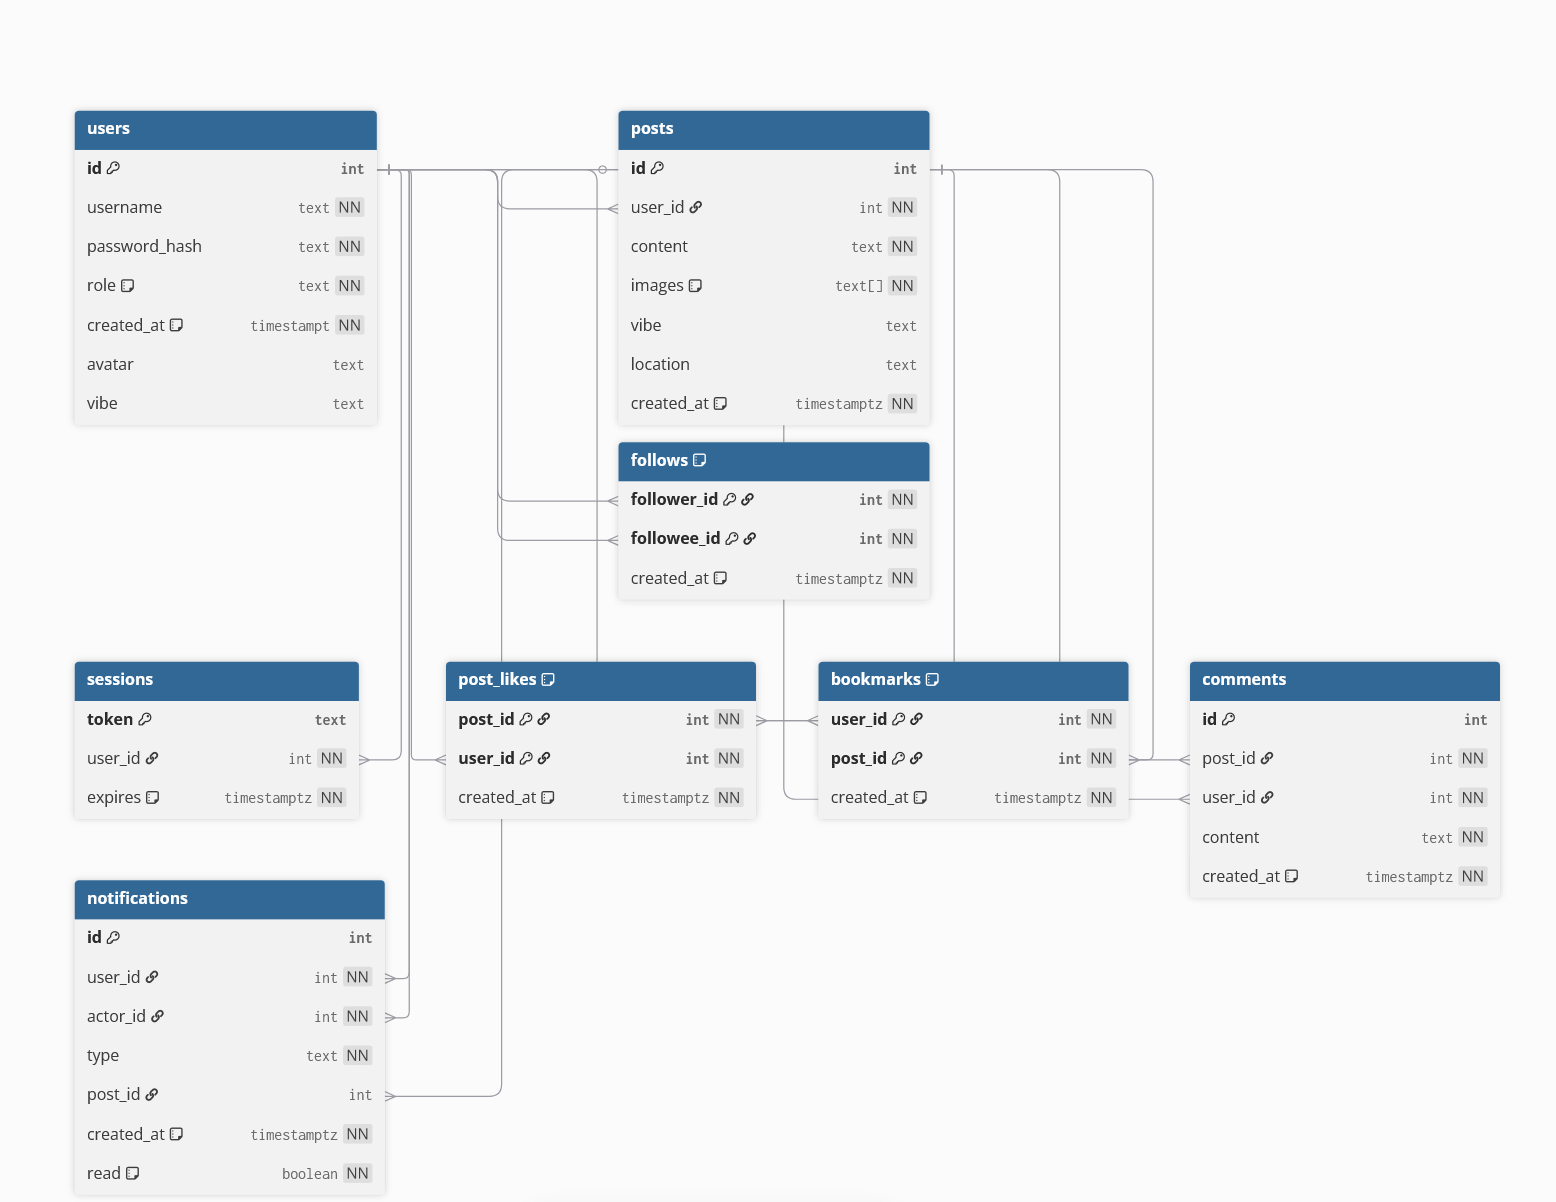 users
id int
username text NN
password_hash text NN
role text NN
created_at timestampt NN
avatar text
vibe text
posts
id int
user_id int NN
content text NN
images text[] NN
vibe text
location text
created_at timestamptz NN
follows
follower_id int NN
followee_id int NN
created_at timestamptz NN
sessions
token text
user_id int NN
expires timestamptz NN
post_likes
post_id int NN
user_id int NN
created_at timestamptz NN
bookmarks
user_id int NN
post_id int NN
created_at timestamptz NN
comments
id int
post_id int NN
user_id int NN
content text NN
created_at timestamptz NN
notifications
id int
user_id int NN
actor_id int NN
type text NN
post_id int
created_at timestamptz NN
read boolean NN